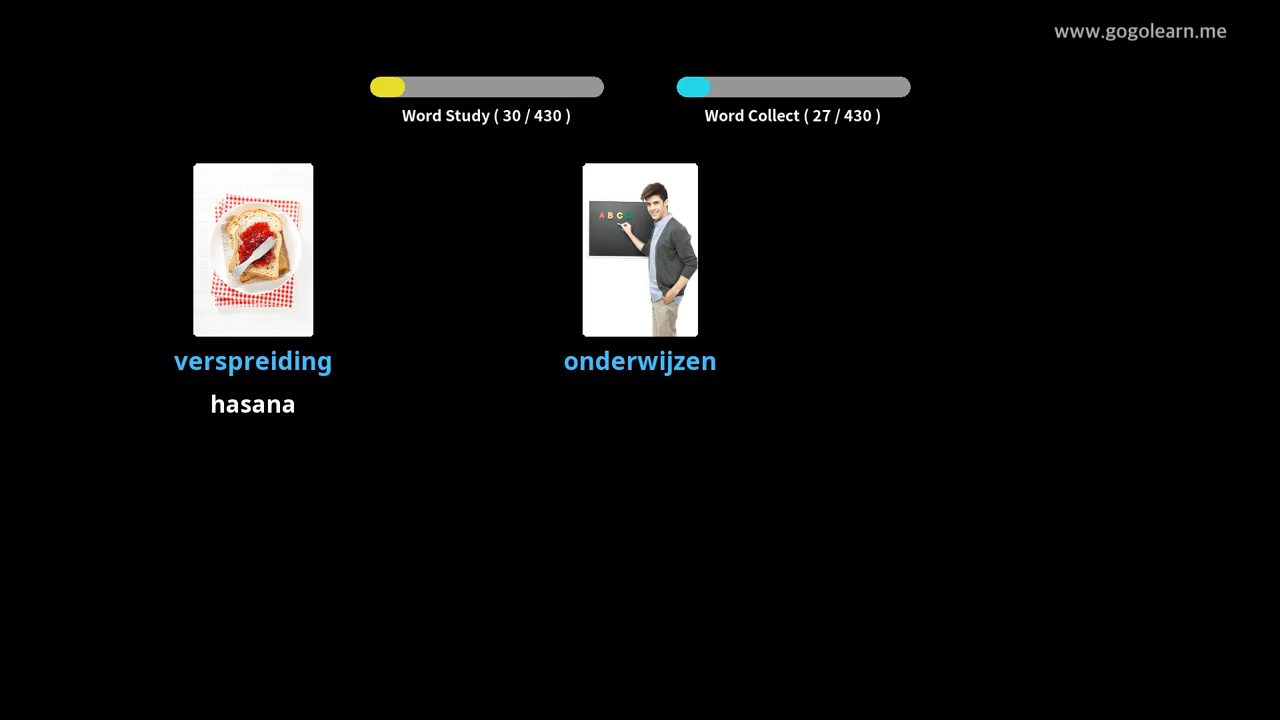 www.gogolearn.me
Word Study ( 30 / 430 )
Word Collect ( 27 / 430 )
A B C D
verspreiding
onderwijzen
hasana